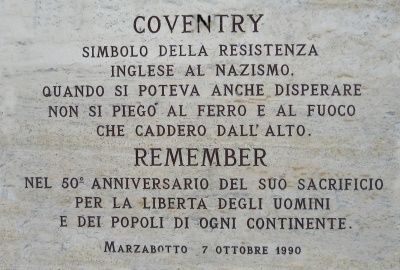 COVENTRY
SIMBOLO DELLA RESISTENZA
INGLESE AL NAZISMO.
QUANDO SI POTEVA ANCHE DISPERARE
NON SI PIEGÒ AL FERRO E AL FUOCO
CHE CADDERO DALL'ALTO.
REMEMBER
NEL 50º ANNIVERSARIO DEL SUO SACRIFICIO
PER LA LIBERTÀ DEGLI UOMINI
E DEI POPOLI DI OGNI CONTINENTE.
MARZABOTTO 7 OTTOBRE 1990